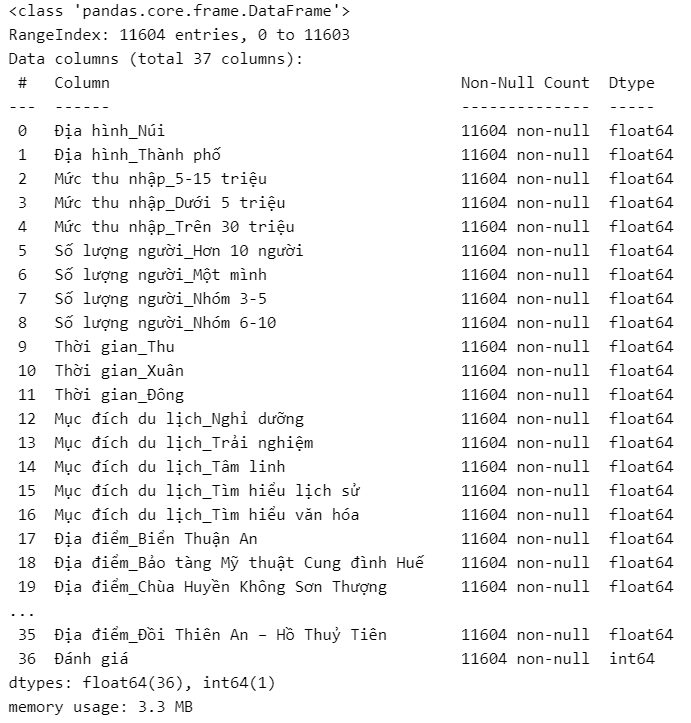 <class 'pandas.core.frame.DataFrame'>
RangeIndex: 11604 entries, 0 to 11603
Data columns (total 37 columns):
 #   Column                                  Non-Null Count  Dtype
---  ------                                  --------------  -----
 0   Địa hình_Núi                            11604 non-null  float64
 1   Địa hình_Thành phố                      11604 non-null  float64
 2   Mức thu nhập_5-15 triệu                 11604 non-null  float64
 3   Mức thu nhập_Dưới 5 triệu               11604 non-null  float64
 4   Mức thu nhập_Trên 30 triệu              11604 non-null  float64
 5   Số lượng người_Hơn 10 người             11604 non-null  float64
 6   Số lượng người_Một mình                 11604 non-null  float64
 7   Số lượng người_Nhóm 3-5                 11604 non-null  float64
 8   Số lượng người_Nhóm 6-10                11604 non-null  float64
 9   Thời gian_Thu                           11604 non-null  float64
 10  Thời gian_Xuân                          11604 non-null  float64
 11  Thời gian_Đông                          11604 non-null  float64
 12  Mục đích du lịch_Nghỉ dưỡng             11604 non-null  float64
 13  Mục đích du lịch_Trải nghiệm            11604 non-null  float64
 14  Mục đích du lịch_Tâm linh               11604 non-null  float64
 15  Mục đích du lịch_Tìm hiểu lịch sử       11604 non-null  float64
 16  Mục đích du lịch_Tìm hiểu văn hóa       11604 non-null  float64
 17  Địa điểm_Biển Thuận An                  11604 non-null  float64
 18  Địa điểm_Bảo tàng Mỹ thuật Cung đình Huế  11604 non-null  float64
 19  Địa điểm_Chùa Huyền Không Sơn Thượng    11604 non-null  float64
...
 35  Địa điểm_Đồi Thiên An – Hồ Thuỷ Tiên    11604 non-null  float64
 36  Đánh giá                                11604 non-null  int64
dtypes: float64(36), int64(1)
memory usage: 3.3 MB